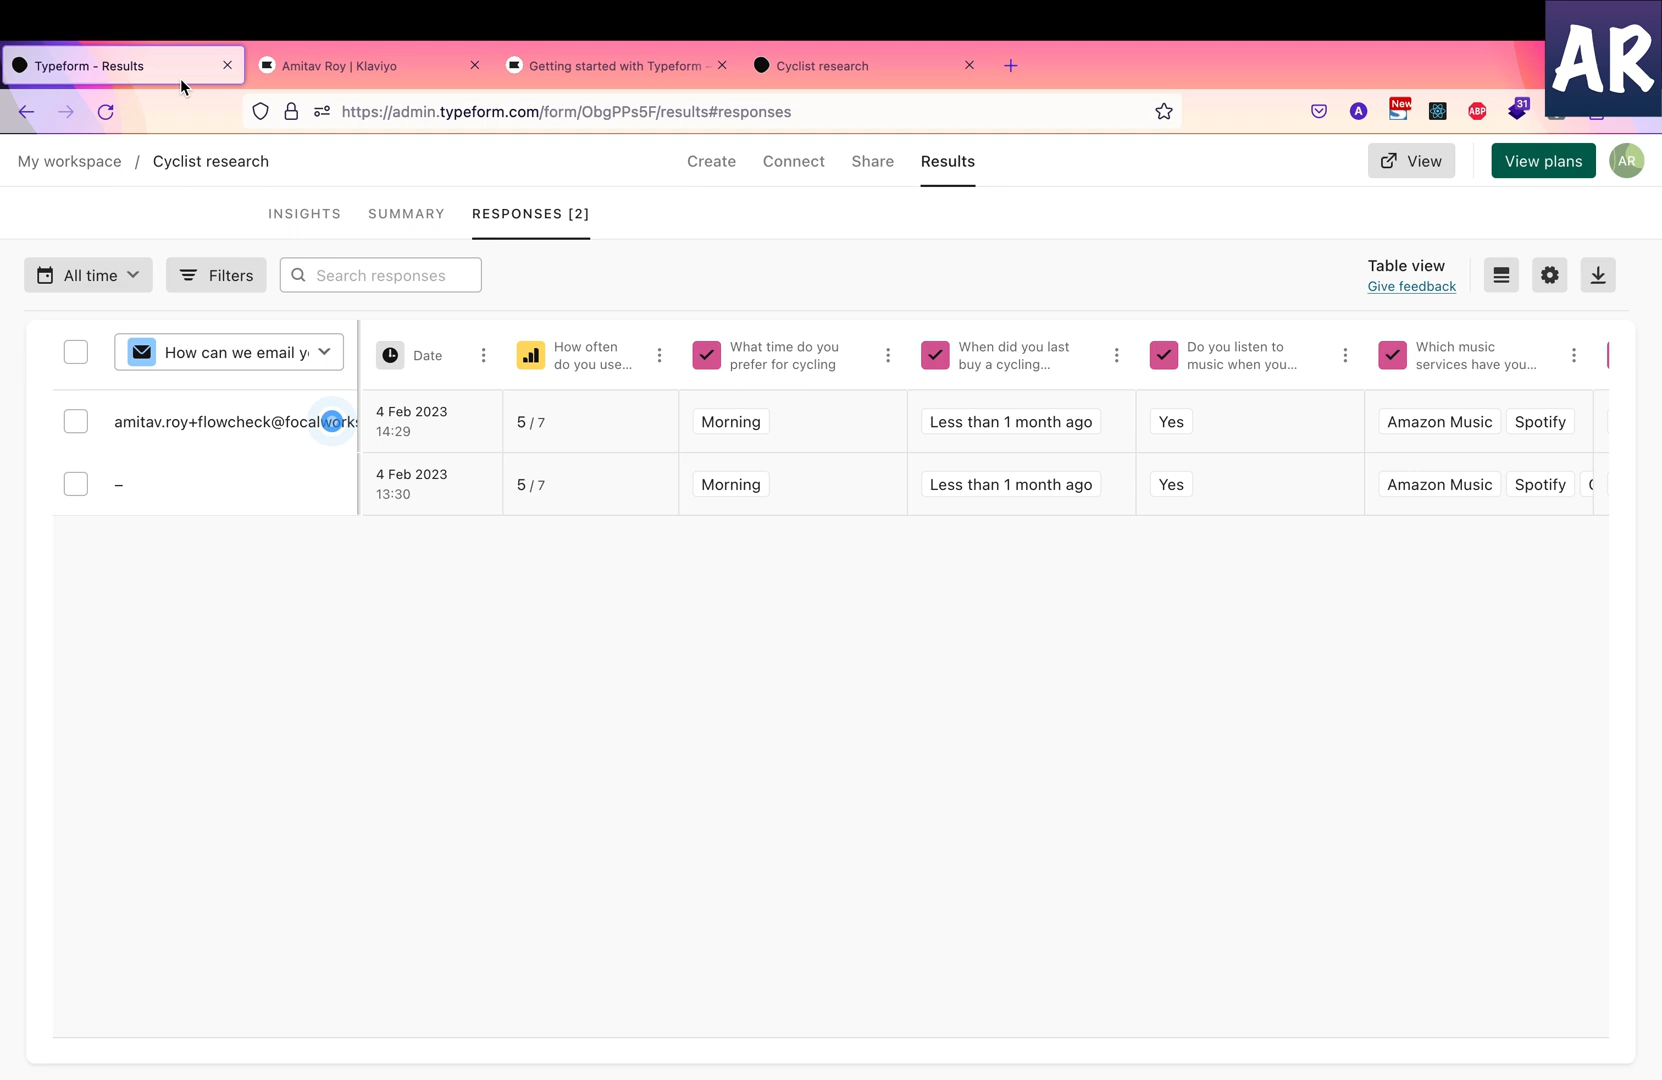 AR
Typeform - Results
Amitav Roy | Klaviyo
Getting started with Typeform -
Cyclist research
https://admin.typeform.com/form/ObgPPs5F/results#responses
A
New
S
ABP
31
My workspace / Cyclist research
Create
Connect
Share
Results
View
View plans
AR
INSIGHTS
SUMMARY
RESPONSES [2]
All time
Filters
Search responses
Table view
Give feedback
How can we email y
Date
How often
do you use...
What time do you
prefer for cycling
When did you last
buy a cycling...
Do you listen to
music when you...
Which music
services have you...
amitav.roy+flowcheck@focalworks
4 Feb 2023
14:29
5 / 7
Morning
Less than 1 month ago
Yes
Amazon Music
Spotify
–
4 Feb 2023
13:30
5 / 7
Morning
Less than 1 month ago
Yes
Amazon Music
Spotify